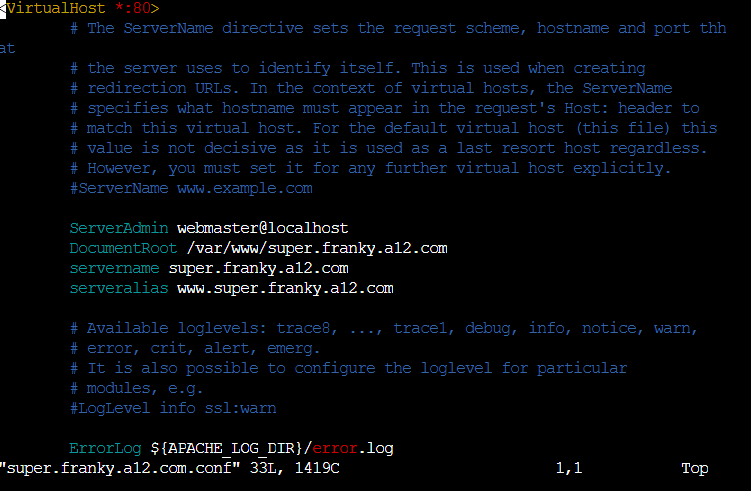 <VirtualHost *:80>
# The ServerName directive sets the request scheme, hostname and port thh
at
# the server uses to identify itself. This is used when creating
# redirection URLs. In the context of virtual hosts, the ServerName
# specifies what hostname must appear in the request's Host: header to
# match this virtual host. For the default virtual host (this file) this
# value is not decisive as it is used as a last resort host regardless.
# However, you must set it for any further virtual host explicitly.
#ServerName www.example.com
ServerAdmin webmaster@localhost
DocumentRoot /var/www/super.franky.a12.com
servername super.franky.a12.com
serveralias www.super.franky.a12.com
# Available loglevels: trace8, ..., trace1, debug, info, notice, warn,
# error, crit, alert, emerg.
# It is also possible to configure the loglevel for particular
# modules, e.g.
#LogLevel info ssl:warn
ErrorLog ${APACHE_LOG_DIR}/error.log
"super.franky.a12.com.conf" 33L, 1419C 1,1 Top